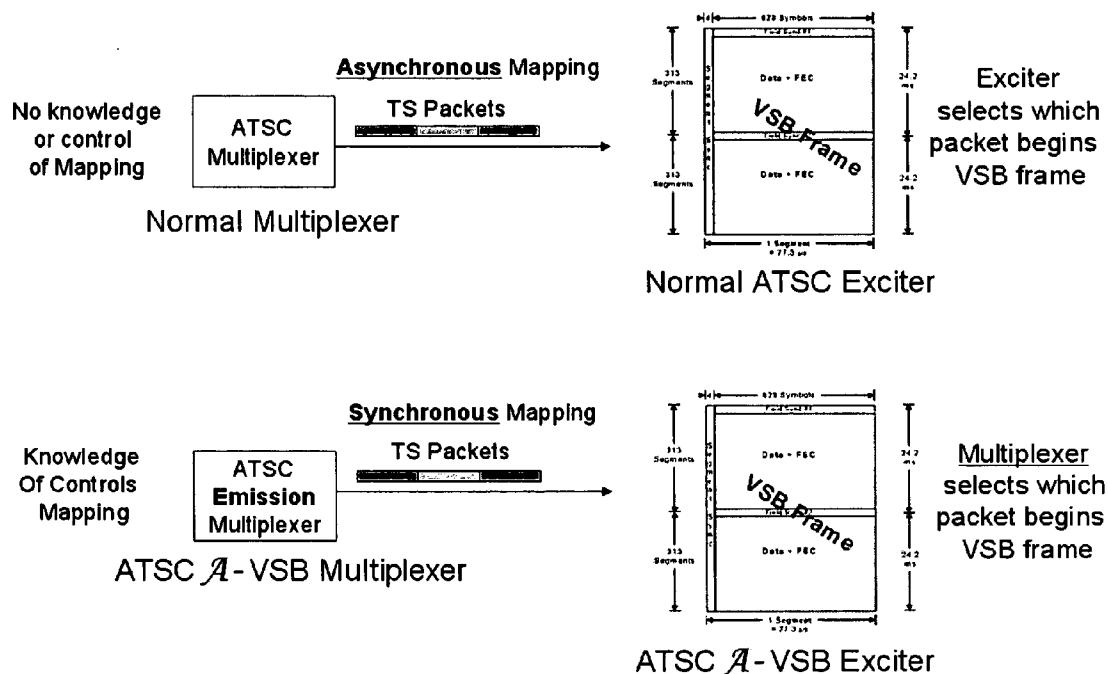 Asynchronous Mapping
TS Packets
No knowledge
or control
of Mapping
ATSC
Multiplexer
Normal Multiplexer
828 Symbols
313
Segments
313
Segments
Data + FEC
VSB Frame
Data + FEC
24.2
ms
24.2
ms
1 Segment
= 77.3 µs
Normal ATSC Exciter
Exciter
selects which
packet begins
VSB frame
Synchronous Mapping
TS Packets
Knowledge
Of Controls
Mapping
ATSC
Emission
Multiplexer
ATSC A-VSB Multiplexer
828 Symbols
313
Segments
313
Segments
Data + FEC
VSB Frame
Data + FEC
24.2
ms
24.2
ms
1 Segment
= 77.3 µs
ATSC A-VSB Exciter
Multiplexer
selects which
packet begins
VSB frame